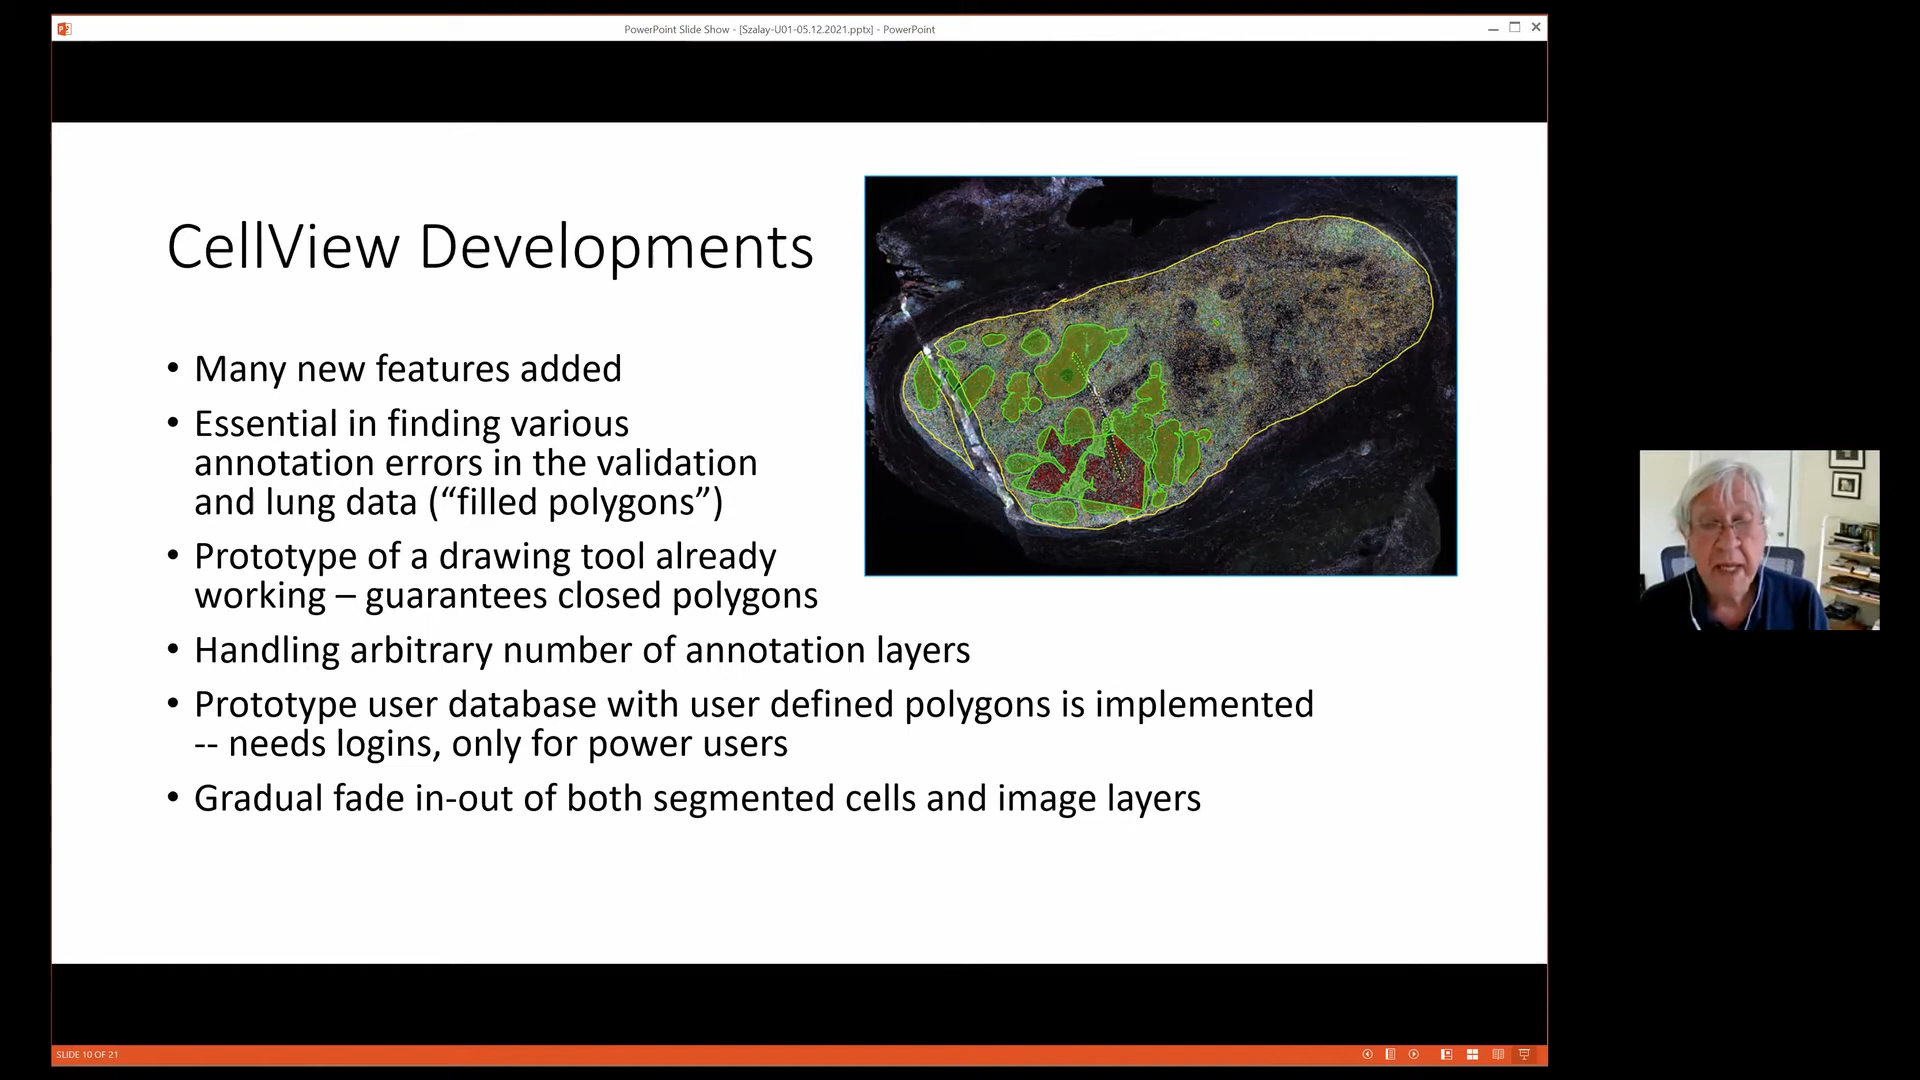 PowerPoint Slide Show - [Szalay-U01-05.12.2021.pptx] - PowerPoint
CellView Developments
• Many new features added
• Essential in finding various
annotation errors in the validation
and lung data (“filled polygons”)
• Prototype of a drawing tool already
working – guarantees closed polygons
• Handling arbitrary number of annotation layers
• Prototype user database with user defined polygons is implemented
-- needs logins, only for power users
• Gradual fade in-out of both segmented cells and image layers
SLIDE 10 OF 21